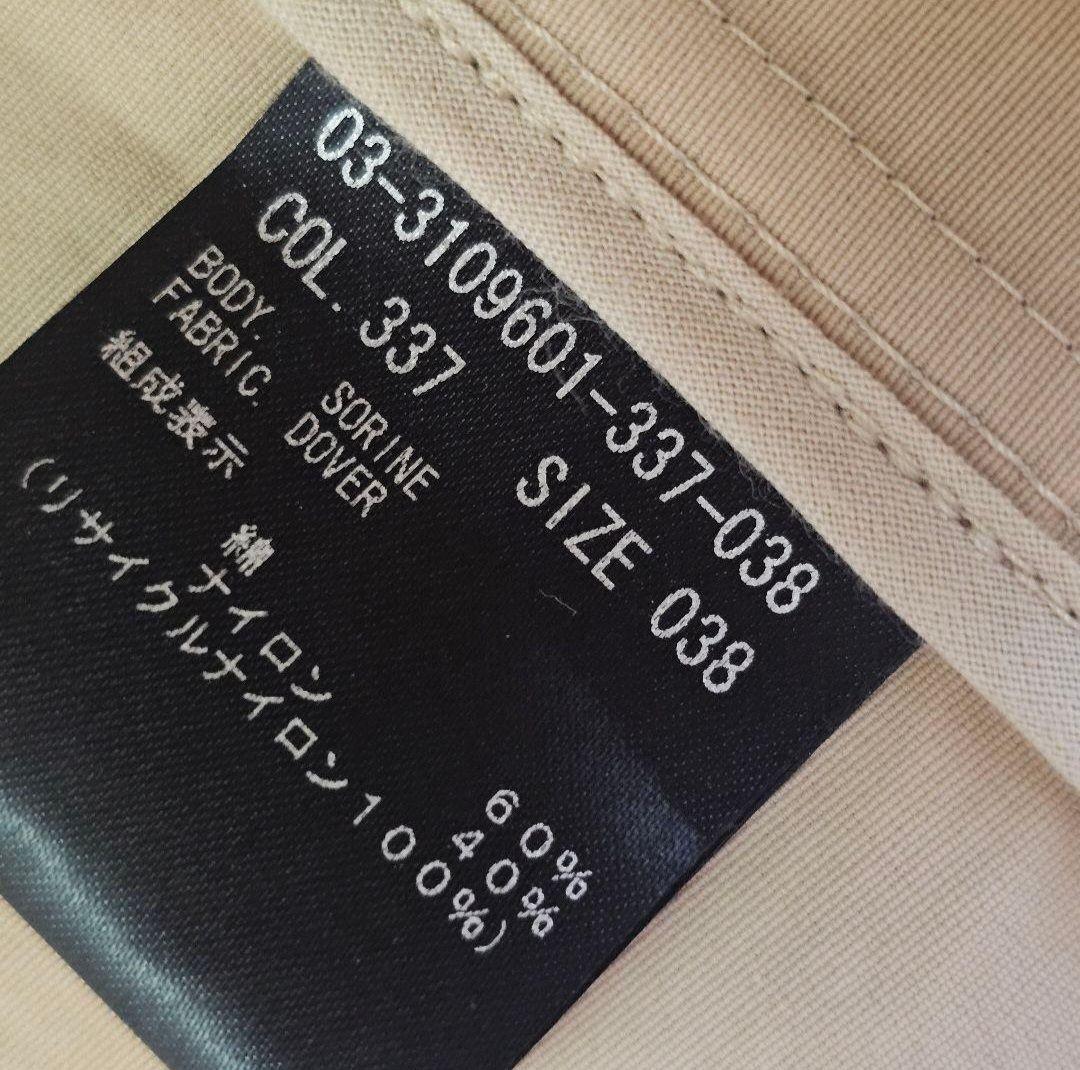 03-3109601-337-038
COL. 337 SIZE 038
BODY. SORINE
FABRIC. DOVER
組成表示
綿 60%
ナイロン 40%
(リサイクルナイロン100%)